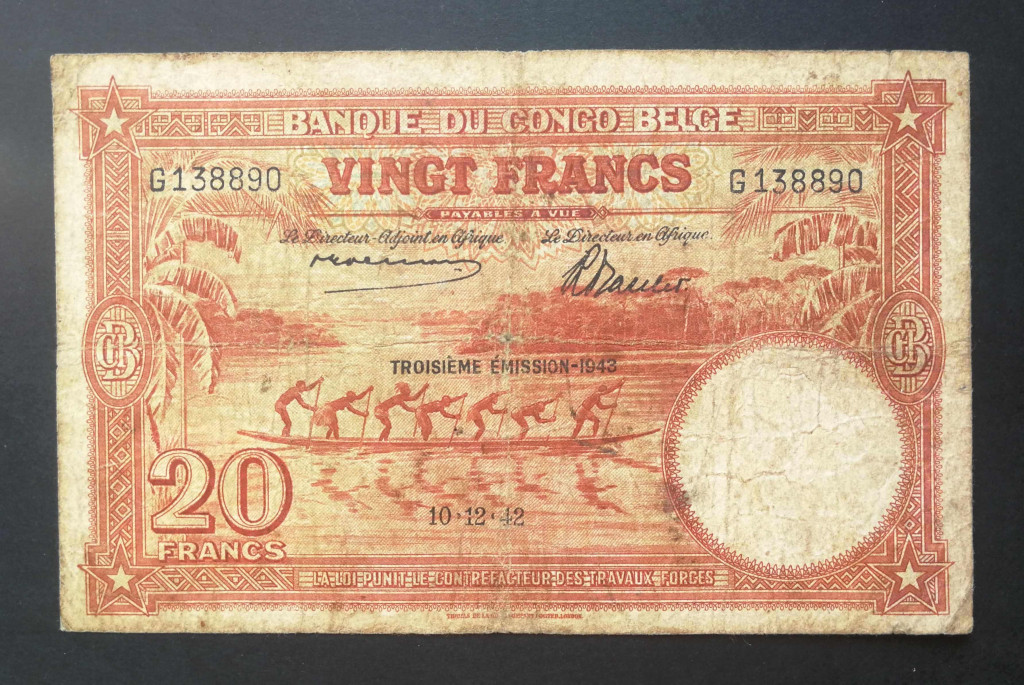 BANQUE DU CONGO BELGE
VINGT FRANCS
G138890 G138890
PAYABLES A VUE
Le Directeur-Adjoint en Afrique Le Directeur en Afrique.
TROISIÈME ÉMISSION-1943
20
FRANCS
10·12·42
LA LOI PUNIT LE CONTREFACTEUR DES TRAVAUX FORCES